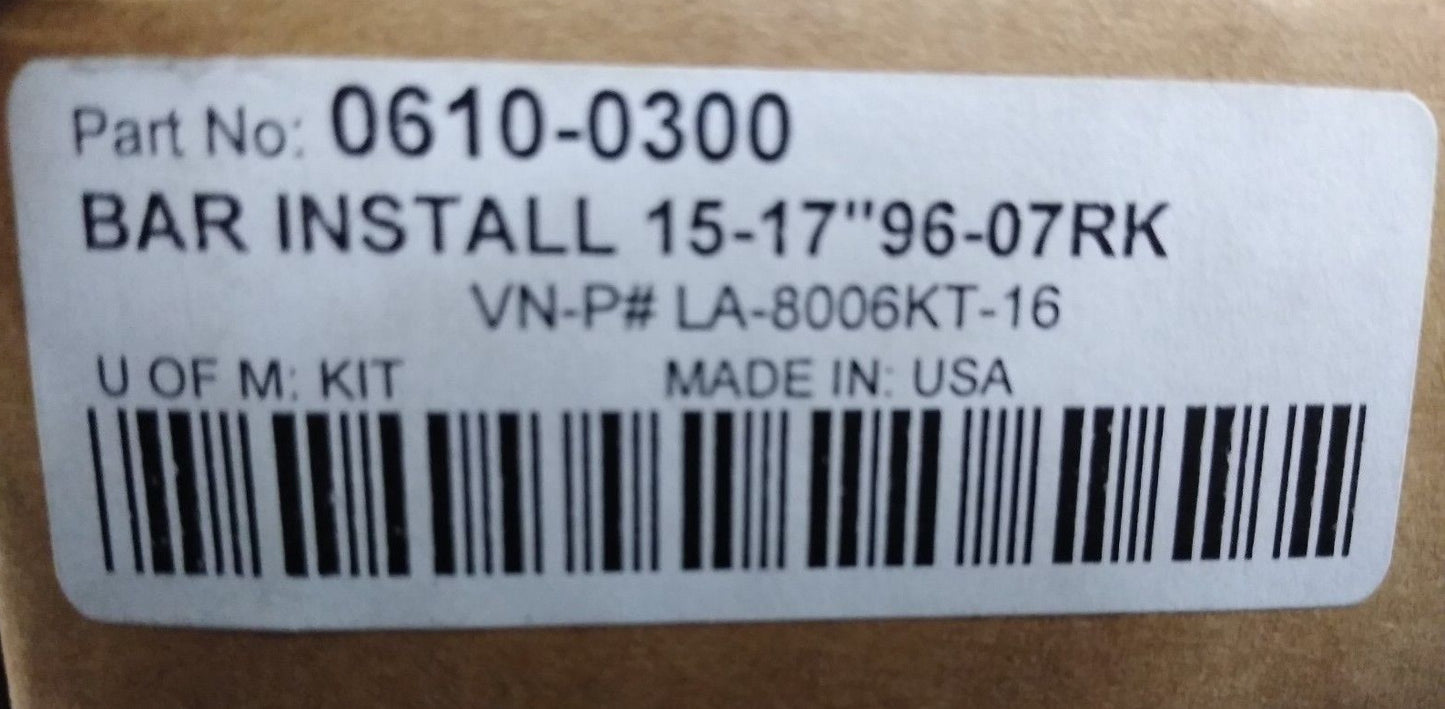 Part No: 0610-0300
BAR INSTALL 15-17"96-07RK
VN-P# LA-8006KT-16
U OF M: KIT MADE IN: USA